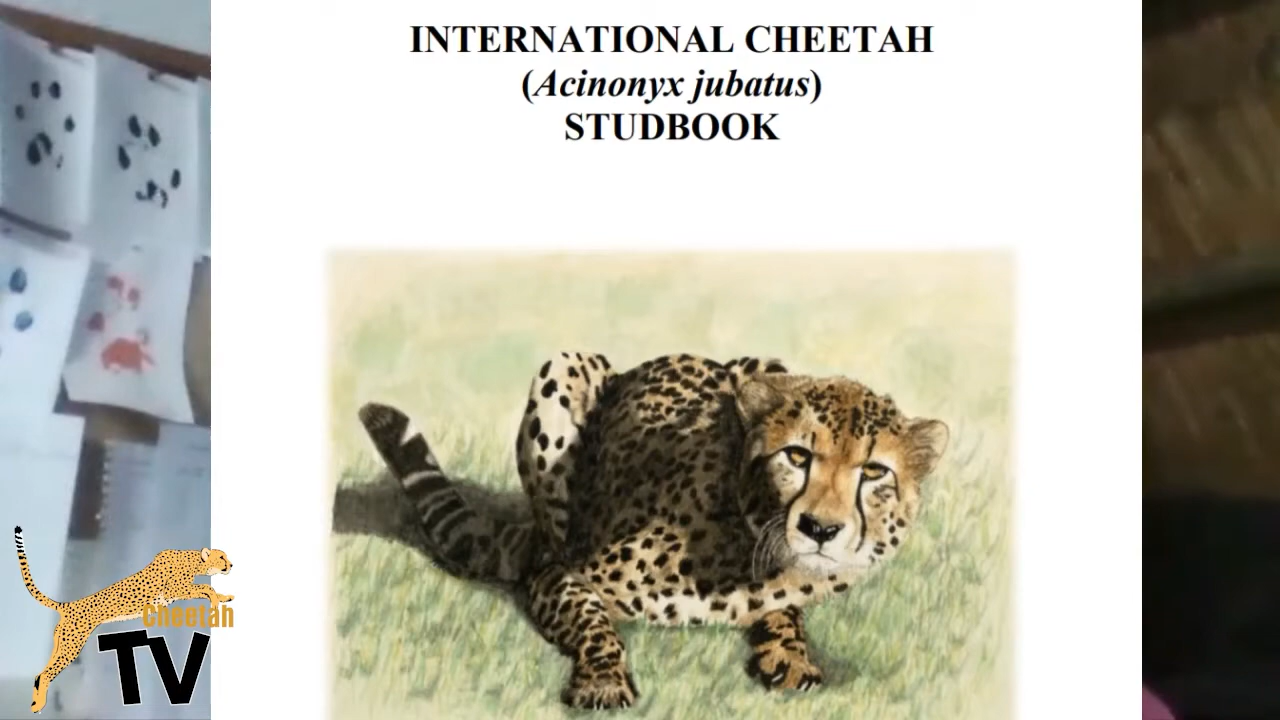 INTERNATIONAL CHEETAH
(Acinonyx jubatus)
STUDBOOK
Cheetah
TV